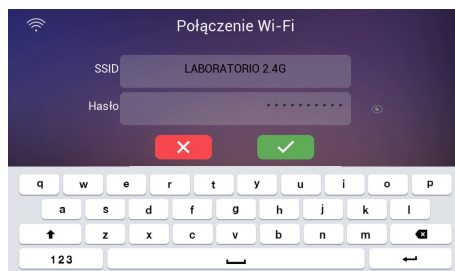 Połączenie Wi-Fi
SSID LABORATORIO 2.4G
Hasło **********
q w e r t y u i o p
a s d f g h j k l
z x c v b n m
123